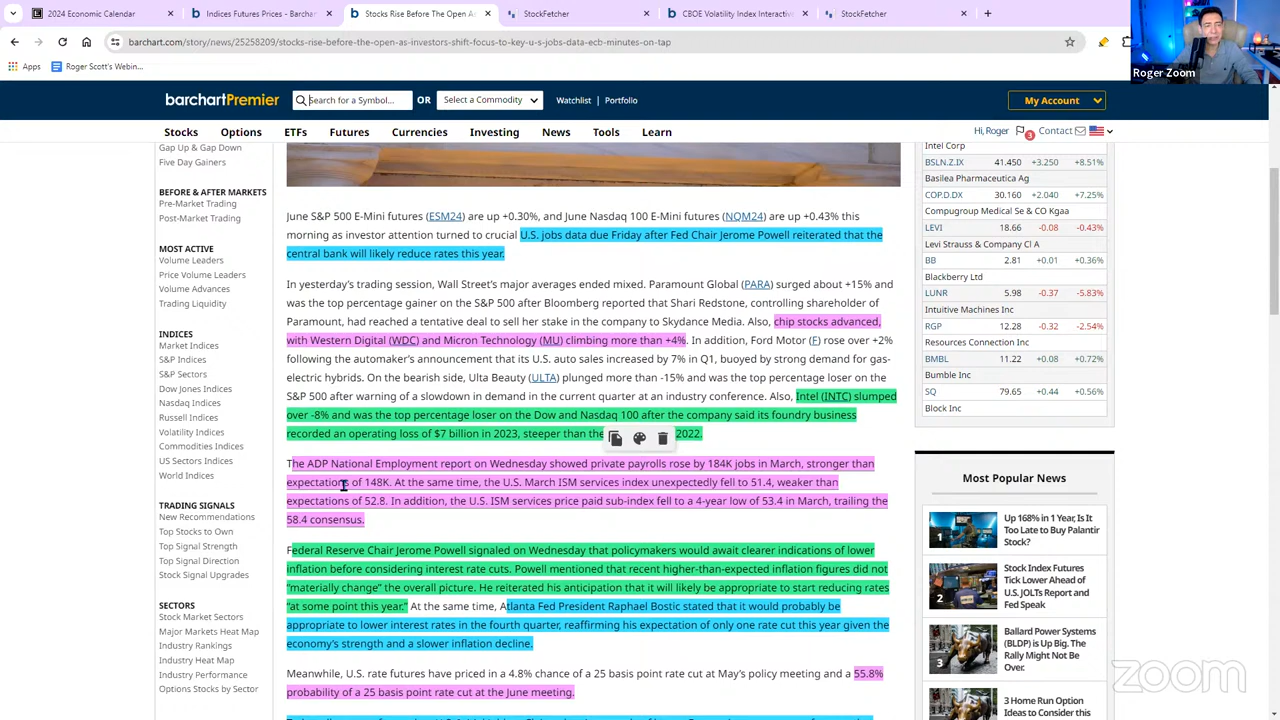 2024 Economic Calendar
Indices Futures Prices - Barchar
Stocks Rise Before The Open A
StockFetcher
CBOE Volatility Index Interactiv
StockFetcher
barchart.com/story/news/25258209/stocks-rise-before-the-open-as-investors-shift-focus-to-key-u-s-jobs-data-ecb-minutes-on-tap
Apps
Roger Scott's Webin...
Roger Zoom
barchartPremier
Search for a Symbol...
OR
Select a Commodity
Watchlist | Portfolio
My Account
Stocks Options ETFs Futures Currencies Investing News Tools Learn
Hi, Roger
3
Contact
Gap Up & Gap Down
Five Day Gainers
BEFORE & AFTER MARKETS
Pre-Market Trading
Post-Market Trading
MOST ACTIVE
Volume Leaders
Price Volume Leaders
Volume Advances
Trading Liquidity
INDICES
Market Indices
S&P Indices
S&P Sectors
Dow Jones Indices
Nasdaq Indices
Russell Indices
Volatility Indices
Commodities Indices
US Sectors Indices
World Indices
TRADING SIGNALS
New Recommendations
Top Stocks to Own
Top Signal Strength
Top Signal Direction
Stock Signal Upgrades
SECTORS
Stock Market Sectors
Major Markets Heat Map
Industry Rankings
Industry Heat Map
Industry Performance
Options Stocks by Sector
June S&P 500 E-Mini futures (ESM24) are up +0.30%, and June Nasdaq 100 E-Mini futures (NQM24) are up +0.43% this
morning as investor attention turned to crucial U.S. jobs data due Friday after Fed Chair Jerome Powell reiterated that the
central bank will likely reduce rates this year.
In yesterday's trading session, Wall Street's major averages ended mixed. Paramount Global (PARA) surged about +15% and
was the top percentage gainer on the S&P 500 after Bloomberg reported that Shari Redstone, controlling shareholder of
Paramount, had reached a tentative deal to sell her stake in the company to Skydance Media. Also, chip stocks advanced,
with Western Digital (WDC) and Micron Technology (MU) climbing more than +4%. In addition, Ford Motor (F) rose over +2%
following the automaker's announcement that its U.S. auto sales increased by 7% in Q1, buoyed by strong demand for gas-
electric hybrids. On the bearish side, Ulta Beauty (ULTA) plunged more than -15% and was the top percentage loser on the
S&P 500 after warning of a slowdown in demand in the current quarter at an industry conference. Also, Intel (INTC) slumped
over -8% and was the top percentage loser on the Dow and Nasdaq 100 after the company said its foundry business
recorded an operating loss of $7 billion in 2023, steeper than the 2022.
The ADP National Employment report on Wednesday showed private payrolls rose by 184K jobs in March, stronger than
expectations of 148K. At the same time, the U.S. March ISM services index unexpectedly fell to 51.4, weaker than
expectations of 52.8. In addition, the U.S. ISM services price paid sub-index fell to a 4-year low of 53.4 in March, trailing the
58.4 consensus.
Federal Reserve Chair Jerome Powell signaled on Wednesday that policymakers would await clearer indications of lower
inflation before considering interest rate cuts. Powell mentioned that recent higher-than-expected inflation figures did not
"materially change" the overall picture. He reiterated his anticipation that it will likely be appropriate to start reducing rates
"at some point this year." At the same time, Atlanta Fed President Raphael Bostic stated that it would probably be
appropriate to lower interest rates in the fourth quarter, reaffirming his expectation of only one rate cut this year given the
economy's strength and a slower inflation decline.
Meanwhile, U.S. rate futures have priced in a 4.8% chance of a 25 basis point rate cut at May's policy meeting and a 55.8%
probability of a 25 basis point rate cut at the June meeting.
Intel Corp
BSLN.Z.IX 41.450 +3.250 +8.51%
Basilea Pharmaceutica Ag
COP.D.DX 30.160 +2.040 +7.25%
Compugroup Medical Se & CO Kgaa
LEVI 18.66 -0.08 -0.43%
Levi Strauss & Company Cl A
BB 2.81 +0.01 +0.36%
Blackberry Ltd
LUNR 5.98 -0.37 -5.83%
Intuitive Machines Inc
RGP 12.28 -0.32 -2.54%
Resources Connection Inc
BMBL 11.22 +0.08 +0.72%
Bumble Inc
SQ 79.65 +0.44 +0.56%
Block Inc
Most Popular News
1
Up 168% in 1 Year, Is It
Too Late to Buy Palantir
Stock?
2
Stock Index Futures
Tick Lower Ahead of
U.S. JOLTs Report and
Fed Speak
3
Ballard Power Systems
(BLDP) is Up Big. The
Rally Might Not Be
Over.
3 Home Run Option
Ideas to Consider this
zoom